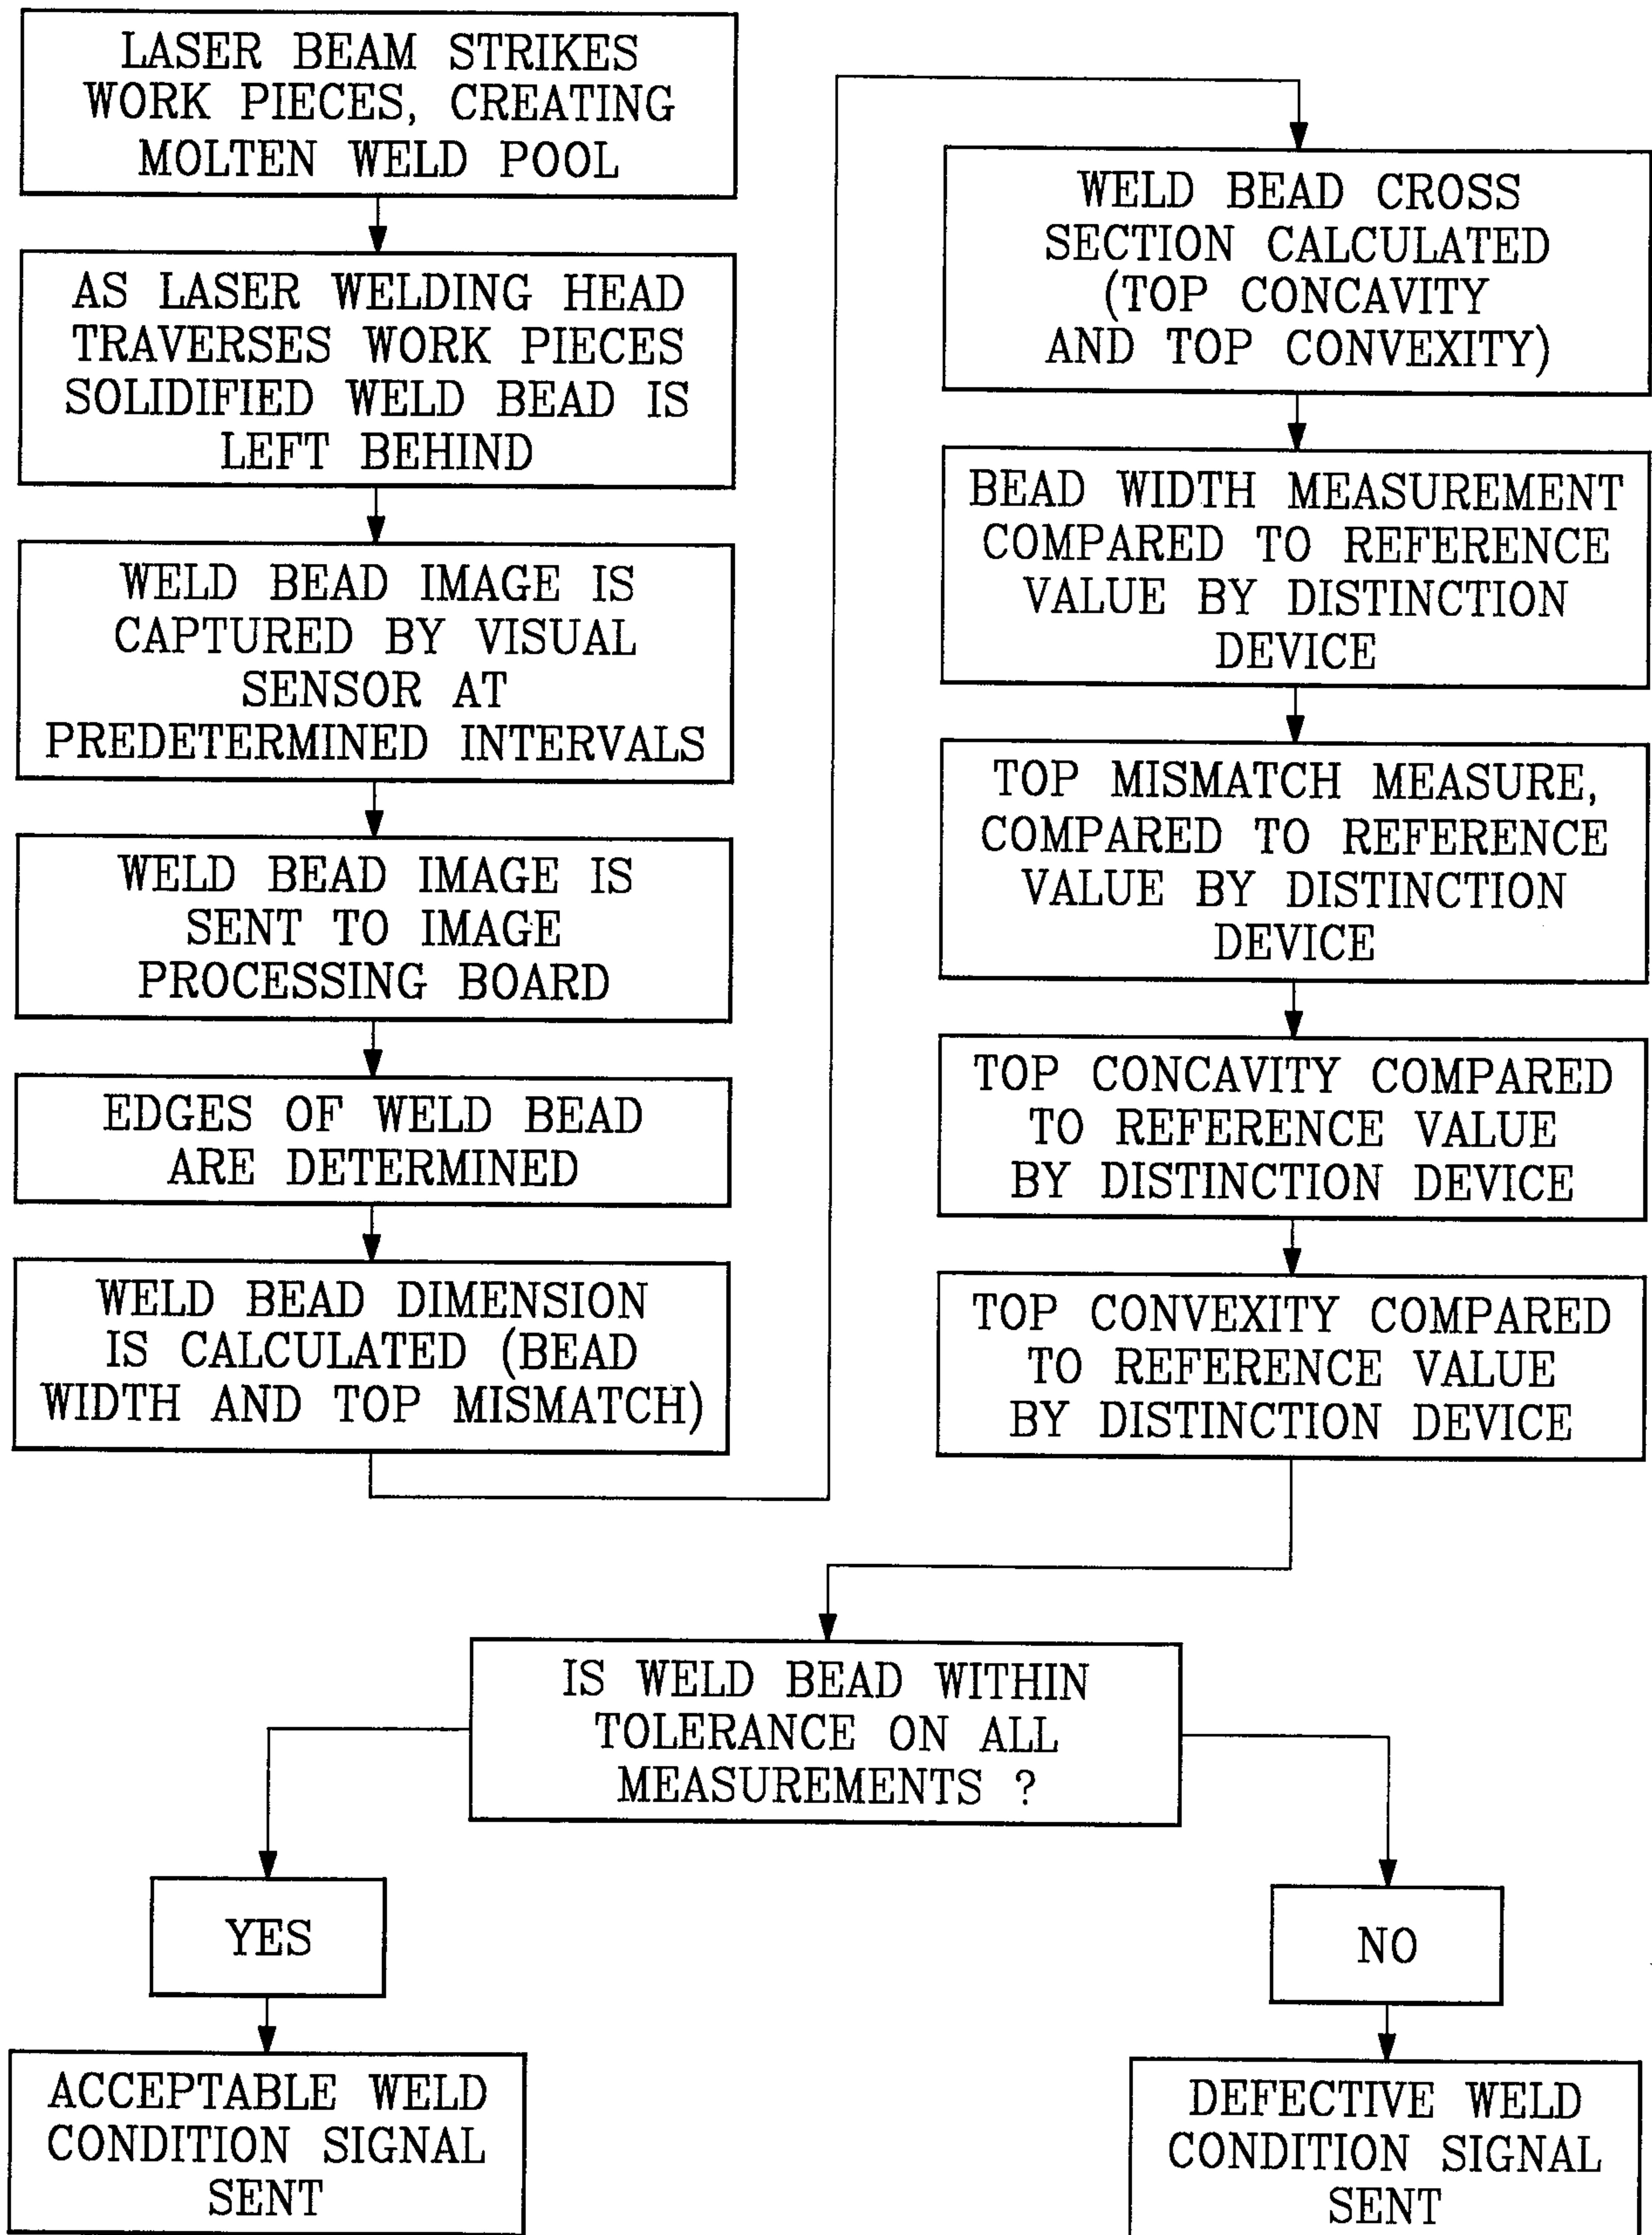 LASER BEAM STRIKES
WORK PIECES, CREATING
MOLTEN WELD POOL
AS LASER WELDING HEAD
TRAVERSES WORK PIECES
SOLIDIFIED WELD BEAD IS
LEFT BEHIND
WELD BEAD IMAGE IS
CAPTURED BY VISUAL
SENSOR AT
PREDETERMINED INTERVALS
WELD BEAD IMAGE IS
SENT TO IMAGE
PROCESSING BOARD
EDGES OF WELD BEAD
ARE DETERMINED
WELD BEAD DIMENSION
IS CALCULATED (BEAD
WIDTH AND TOP MISMATCH)
WELD BEAD CROSS
SECTION CALCULATED
(TOP CONCAVITY
AND TOP CONVEXITY)
BEAD WIDTH MEASUREMENT
COMPARED TO REFERENCE
VALUE BY DISTINCTION
DEVICE
TOP MISMATCH MEASURE,
COMPARED TO REFERENCE
VALUE BY DISTINCTION
DEVICE
TOP CONCAVITY COMPARED
TO REFERENCE VALUE
BY DISTINCTION DEVICE
TOP CONVEXITY COMPARED
TO REFERENCE VALUE
BY DISTINCTION DEVICE
IS WELD BEAD WITHIN
TOLERANCE ON ALL
MEASUREMENTS ?
YES
NO
ACCEPTABLE WELD
CONDITION SIGNAL
SENT
DEFECTIVE WELD
CONDITION SIGNAL
SENT